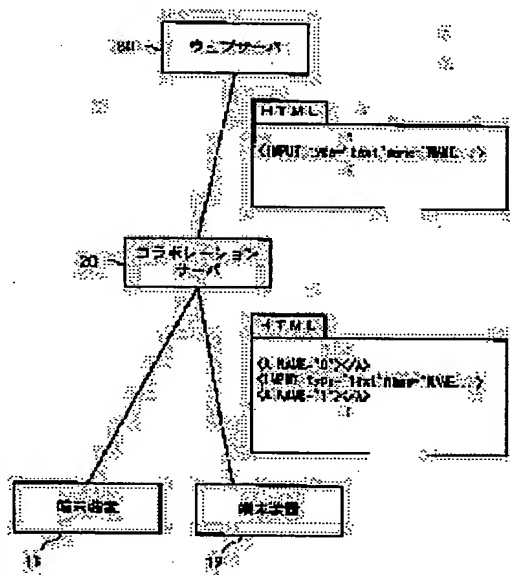 80
ウェブサーバ
HTML
<INPUT type="text" name="NAME...>
20
コラボレーション
サーバ
HTML
<A NAME="0"></A>
<INPUT type="text" name="NAME...>
<A NAME="1"></A>
端末装置
端末装置
11
12